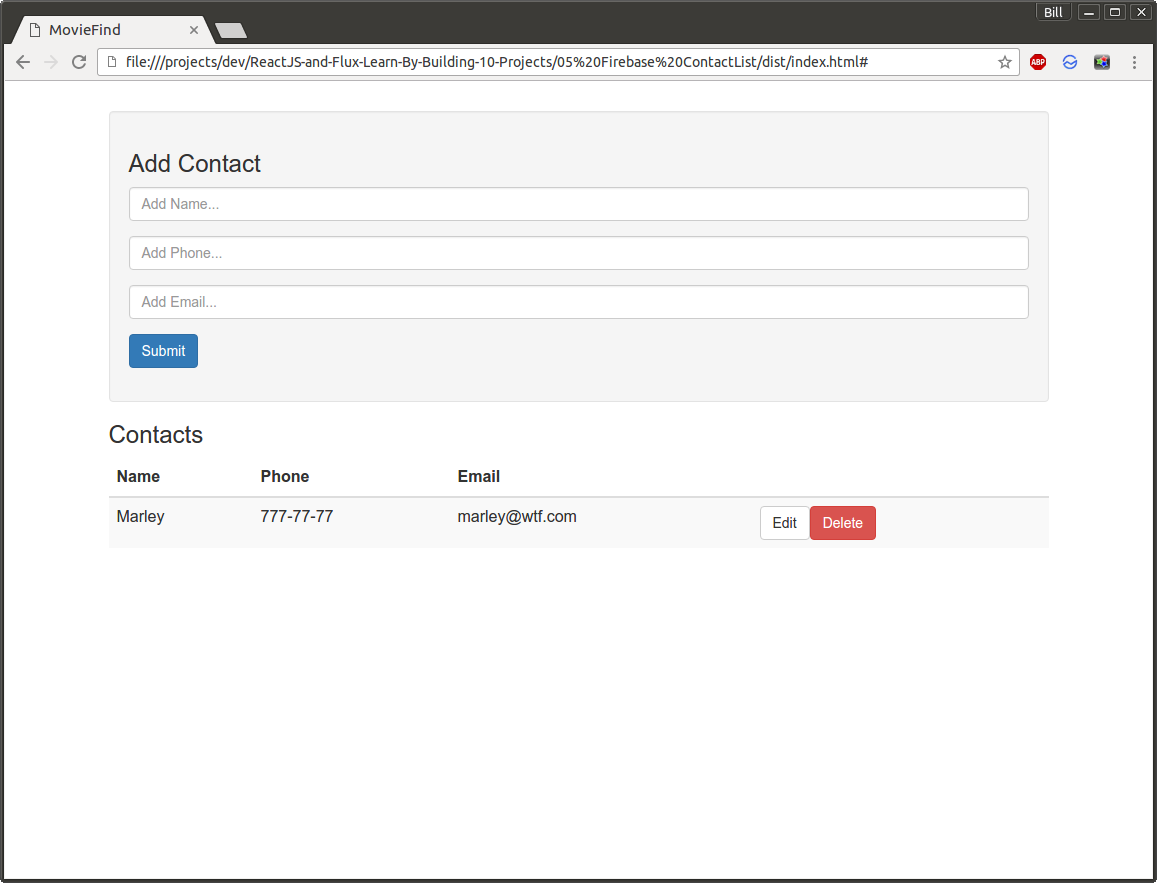 Bill
MovieFind
file:///projects/dev/ReactJS-and-Flux-Learn-By-Building-10-Projects/05%20Firebase%20ContactList/dist/index.html#
ABP
Add Contact
Add Name...
Add Phone...
Add Email...
Submit
Contacts
Name Phone Email
Marley 777-77-77 marley@wtf.com Edit Delete